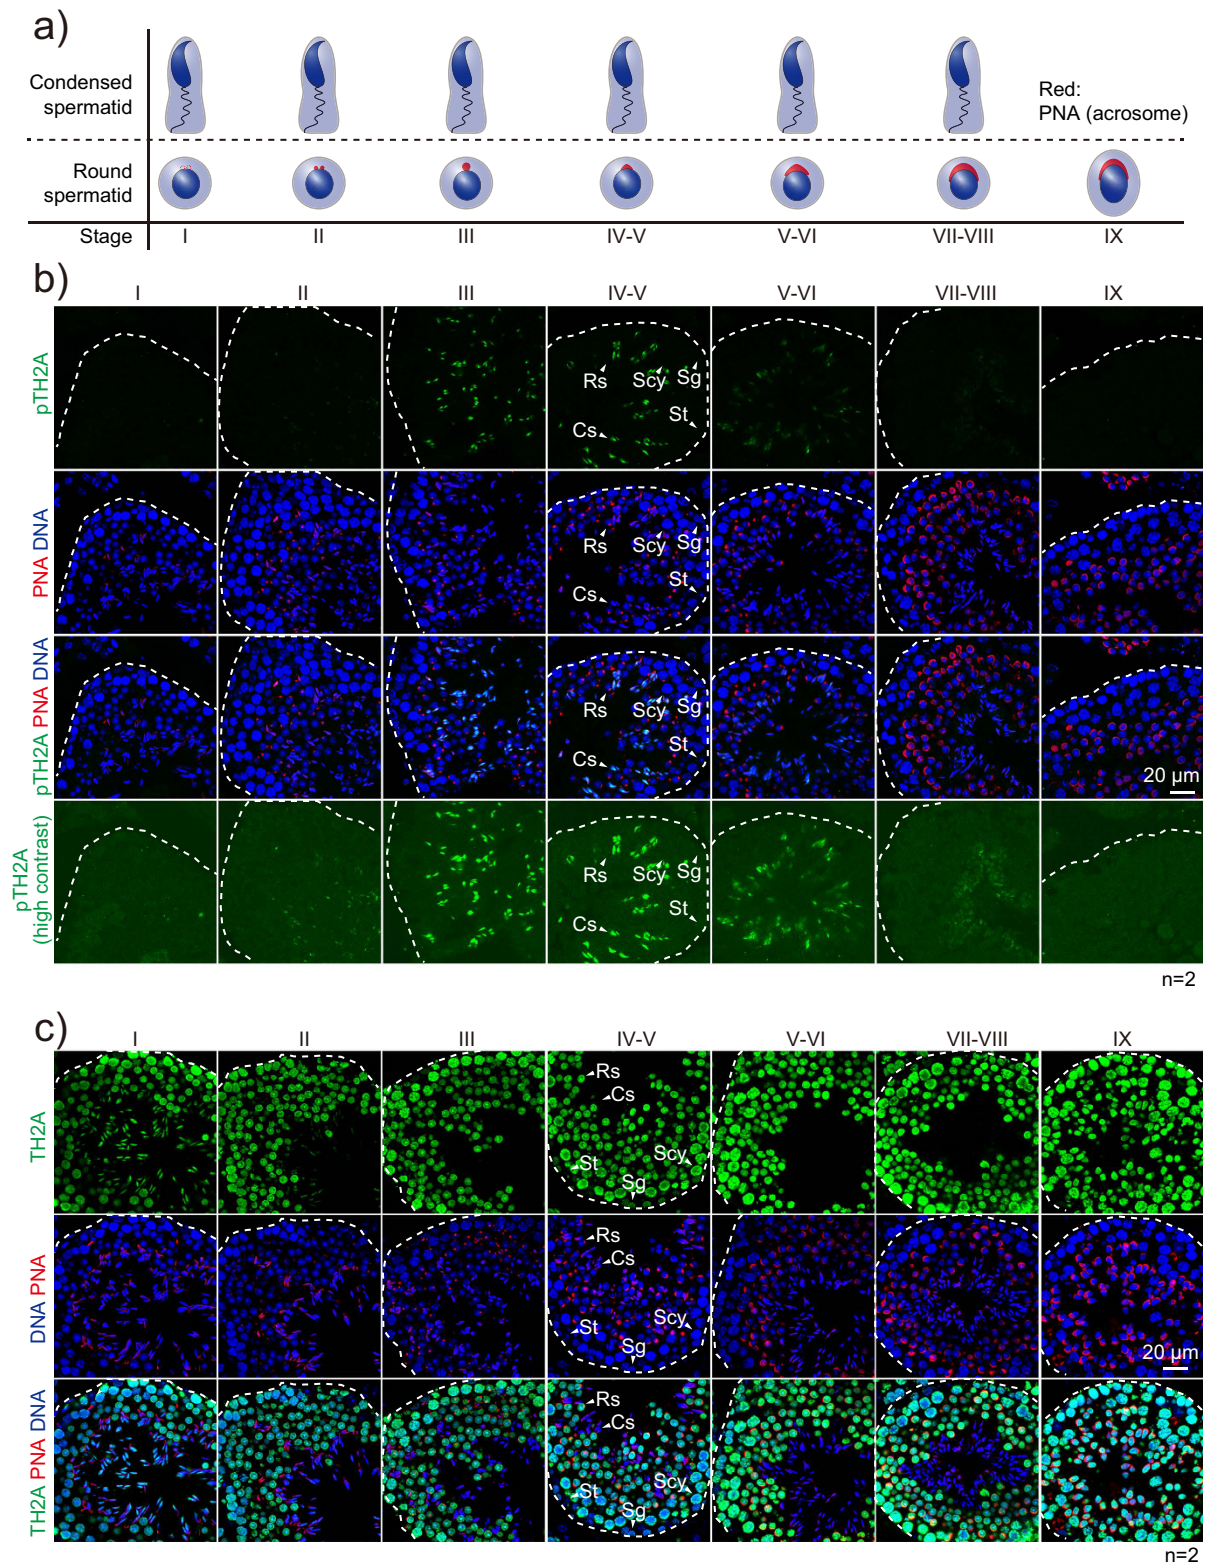 a)
Condensed
spermatid
Red:
PNA (acrosome)
Round
spermatid
Stage I II III IV-V V-VI VII-VIII IX
b)
I II III IV-V V-VI VII-VIII IX
pTH2A
Rs Scy Sg
St
Cs
PNA DNA
Rs Scy Sg
St
Cs
pTH2A PNA DNA
Rs Scy Sg
St
Cs
20 µm
pTH2A
(high contrast)
Rs Scy Sg
St
Cs
n=2
c)
I II III IV-V V-VI VII-VIII IX
TH2A
Rs
Cs
Scy
St
Sg
DNA PNA
Rs
Cs
Scy
St
Sg
20 µm
TH2A PNA DNA
Rs
Cs
Scy
St
Sg
n=2